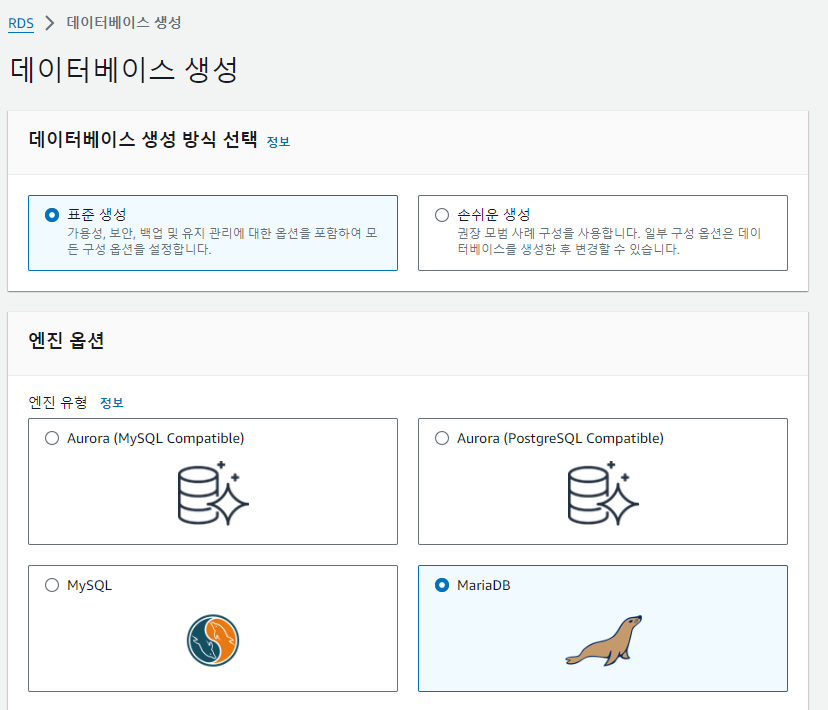 RDS > 데이터베이스 생성
데이터베이스 생성
데이터베이스 생성 방식 선택 정보
표준 생성
가용성, 보안, 백업 및 유지 관리에 대한 옵션을 포함하여 모
든 구성 옵션을 설정합니다.
손쉬운 생성
권장 모범 사례 구성을 사용합니다. 일부 구성 옵션은 데이
터베이스를 생성한 후 변경할 수 있습니다.
엔진 옵션
엔진 유형 정보
Aurora (MySQL Compatible)
Aurora (PostgreSQL Compatible)
MySQL
MariaDB